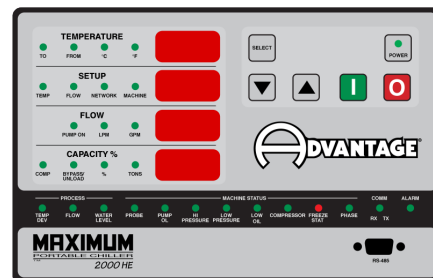 TEMPERATURE
TO FROM °C °F
SELECT
POWER
SETUP
TEMP FLOW NETWORK MACHINE
FLOW
PUMP ON LPM GPM
I O
ADVANTAGE
CAPACITY %
COMP BYPASS/UNLOAD % TONS
PROCESS MACHINE STATUS COMM ALARM
TEMP DEV FLOW WATER LEVEL PROBE PUMP OL HI PRESSURE LOW PRESSURE LOW OIL COMPRESSOR FREEZE STAT PHASE RX TX
MAXIMUM
PORTABLE CHILLER
2000 HE
RS-485